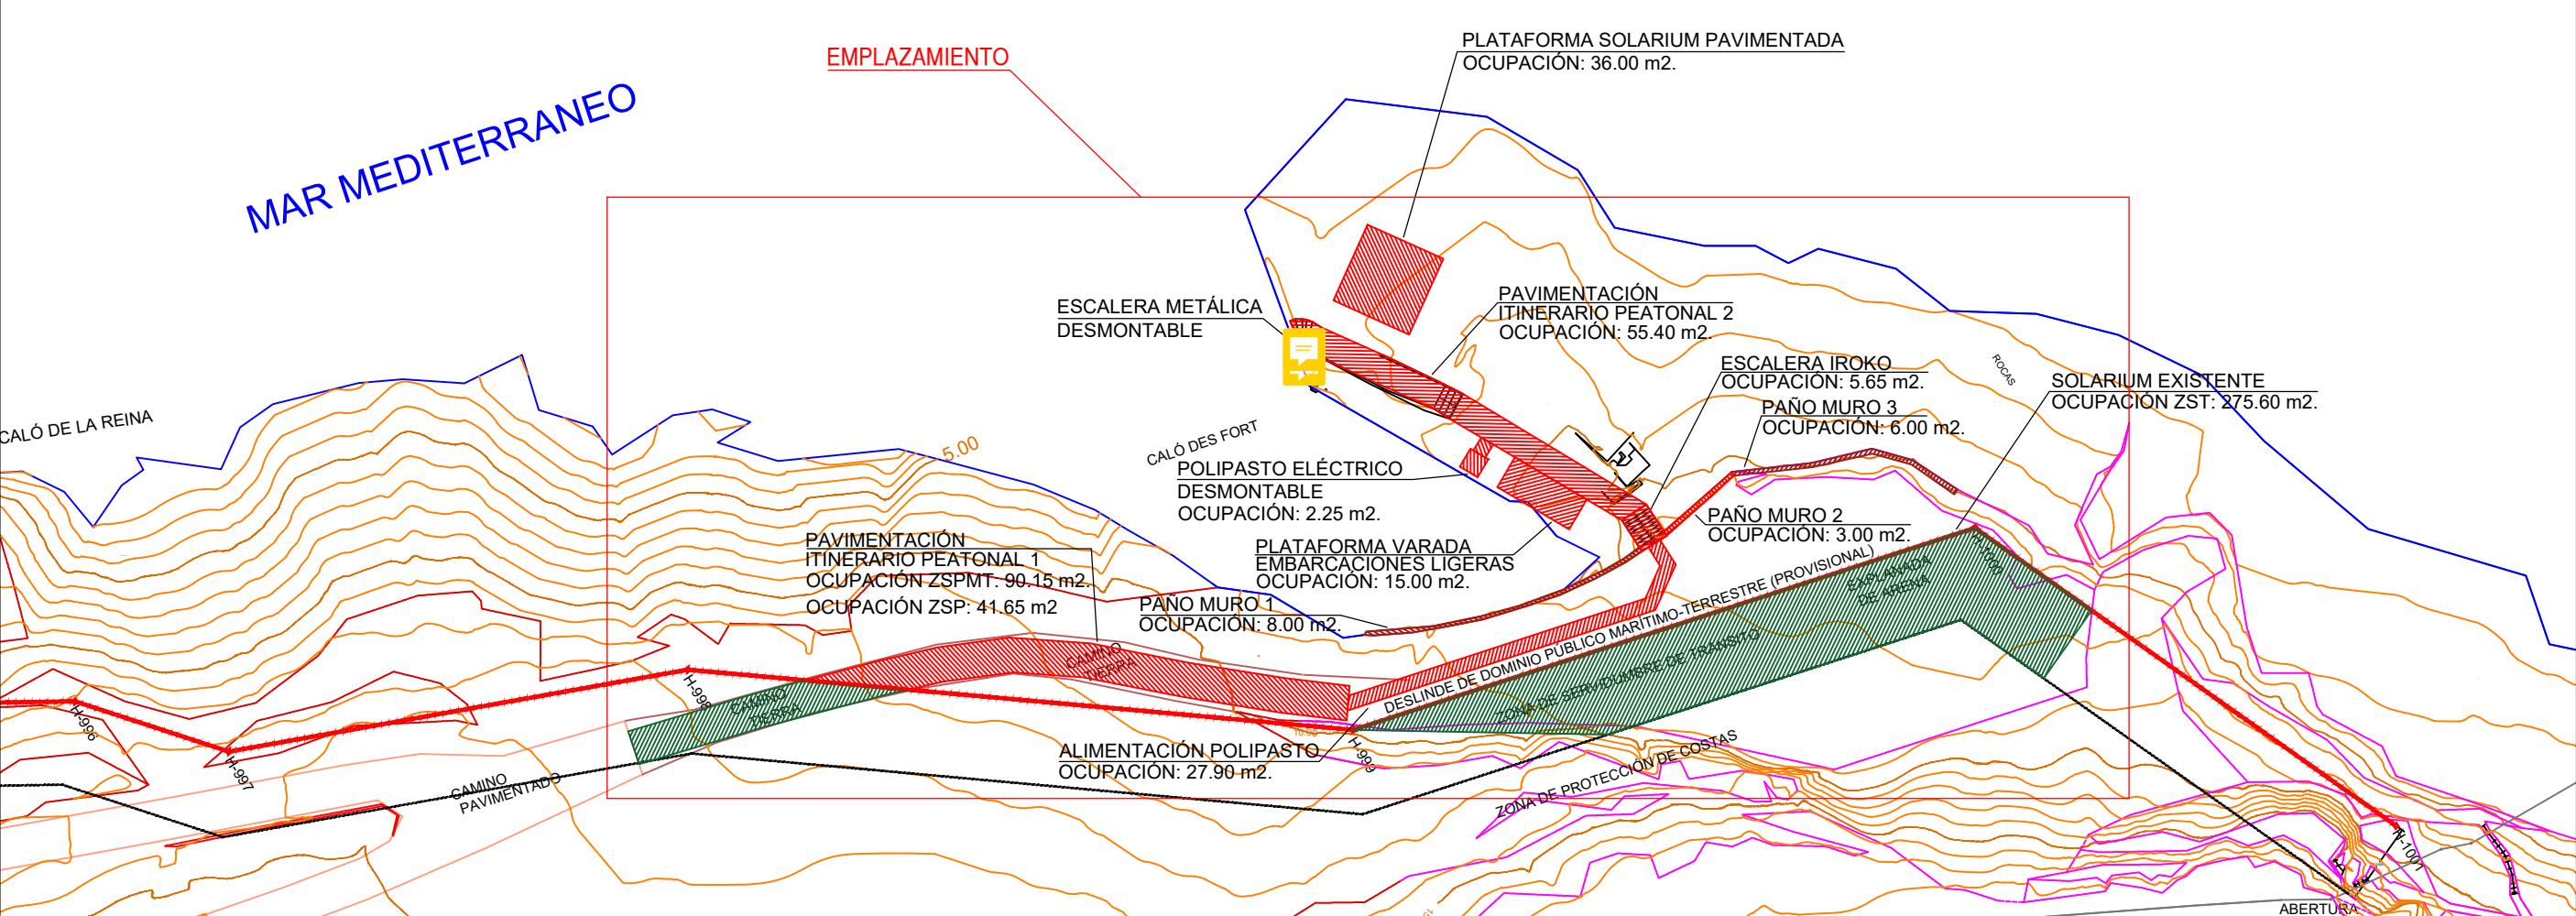 PLATAFORMA SOLARIUM PAVIMENTADA
OCUPACIÓN: 36.00 m2.
EMPLAZAMIENTO
MAR MEDITERRANEO
ESCALERA METÁLICA
DESMONTABLE
PAVIMENTACIÓN
ITINERARIO PEATONAL 2
OCUPACIÓN: 55.40 m2.
ESCALERA IROKO
OCUPACIÓN: 5.65 m2.
ROCAS
SOLARIUM EXISTENTE
OCUPACIÓN ZST: 275.60 m2.
PAÑO MURO 3
OCUPACIÓN: 6.00 m2.
CALÓ DE LA REINA
5.00
CALÓ DES FORT
POLIPASTO ELÉCTRICO
DESMONTABLE
OCUPACIÓN: 2.25 m2.
PAÑO MURO 2
OCUPACIÓN: 3.00 m2.
PAVIMENTACIÓN
ITINERARIO PEATONAL 1
OCUPACIÓN ZSPMT: 90.15 m2.
OCUPACIÓN ZSP: 41.65 m2
PLATAFORMA VARADA
EMBARCACIONES LIGERAS
OCUPACIÓN: 15.00 m2.
PAÑO MURO 1
OCUPACIÓN: 8.00 m2.
DESLINDE DE DOMINIO PÚBLICO MARÍTIMO-TERRESTRE (PROVISIONAL)
EXPLANADA
DE ARENA
H-1000
ZONA DE SERVIDUMBRE DE TRÁNSITO
CAMINO
TIERRA
CAMINO
TIERRA
H-996
H-997
H-998
H-999
10.00
ALIMENTACIÓN POLIPASTO
OCUPACIÓN: 27.90 m2.
ZONA DE PROTECCIÓN DE COSTAS
CAMINO
PAVIMENTADO
H-1001
ABERTURA